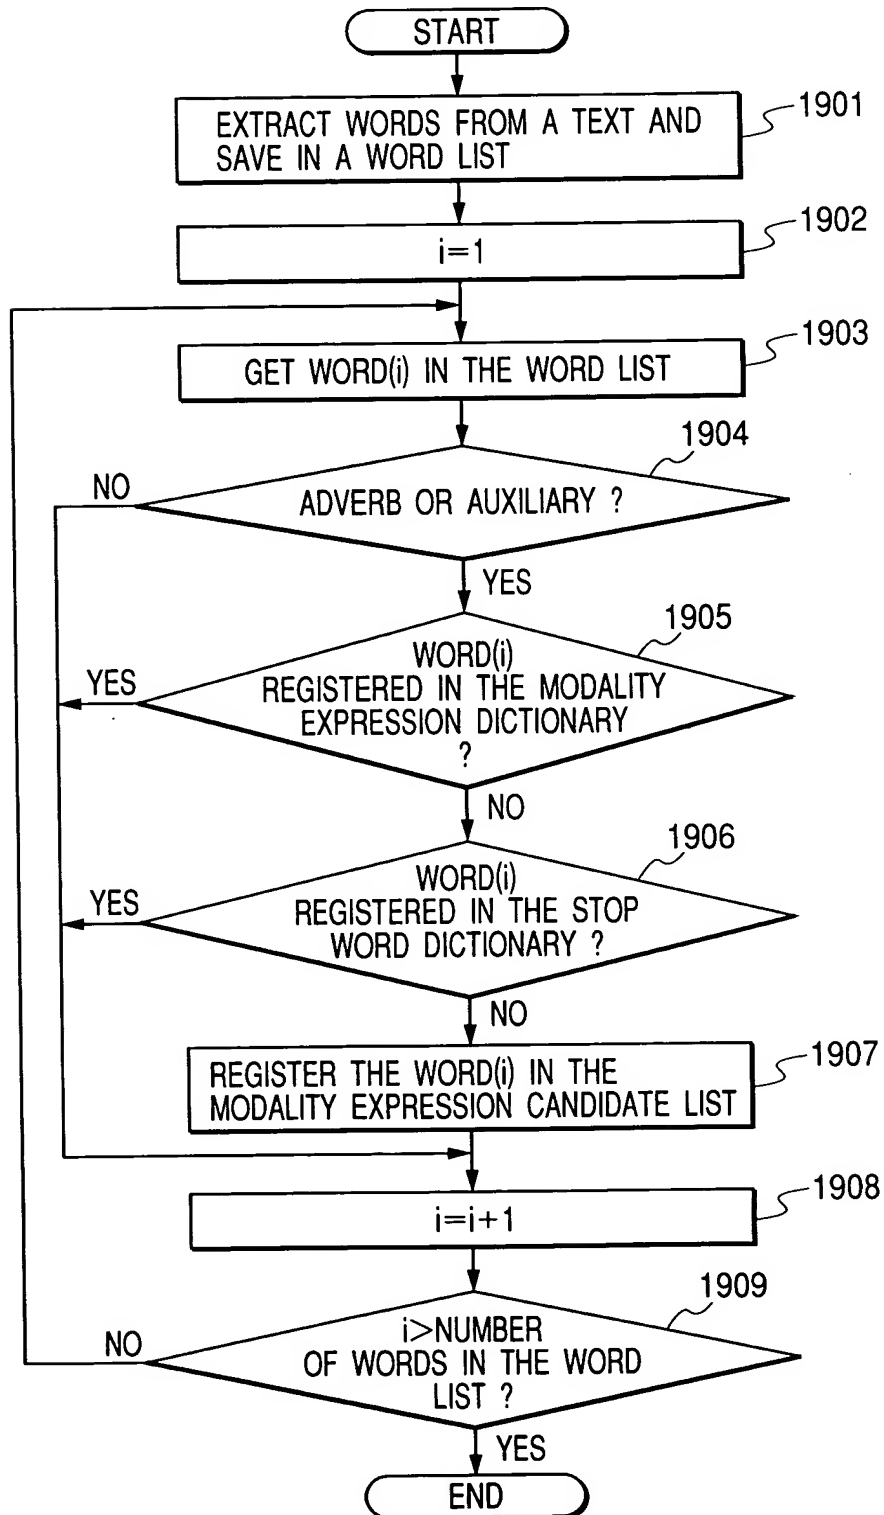 START
EXTRACT WORDS FROM A TEXT AND
SAVE IN A WORD LIST
1901
i=1
1902
GET WORD(i) IN THE WORD LIST
1903
1904
NO
ADVERB OR AUXILIARY ?
YES
1905
WORD(i)
YES
REGISTERED IN THE MODALITY
EXPRESSION DICTIONARY
?
NO
1906
WORD(i)
YES
REGISTERED IN THE STOP
WORD DICTIONARY ?
NO
1907
REGISTER THE WORD(i) IN THE
MODALITY EXPRESSION CANDIDATE LIST
1908
i=i+1
1909
NO
i>NUMBER
OF WORDS IN THE WORD
LIST ?
YES
END